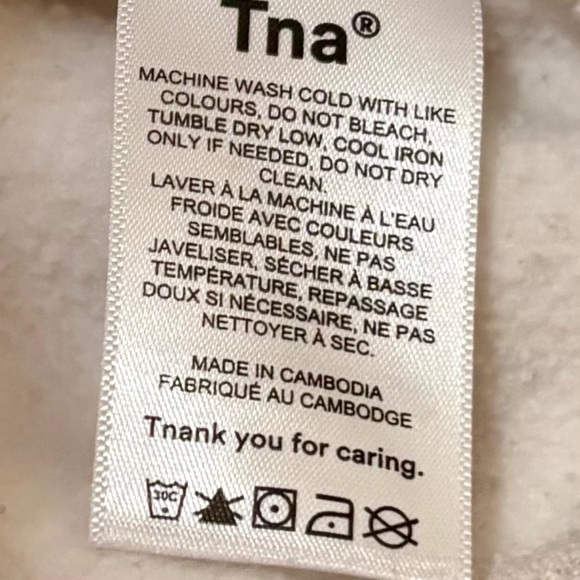 Tna®
MACHINE WASH COLD WITH LIKE
COLOURS, DO NOT BLEACH,
TUMBLE DRY LOW, COOL IRON
ONLY IF NEEDED, DO NOT DRY
CLEAN.
LAVER À LA MACHINE À L'EAU
FROIDE AVEC COULEURS
SEMBLABLES, NE PAS
JAVELISER, SÉCHER À BASSE
TEMPÉRATURE, REPASSAGE
DOUX SI NÉCESSAIRE, NE PAS
NETTOYER À SEC.
MADE IN CAMBODIA
FABRIQUÉ AU CAMBODGE
Tnank you for caring.
30C